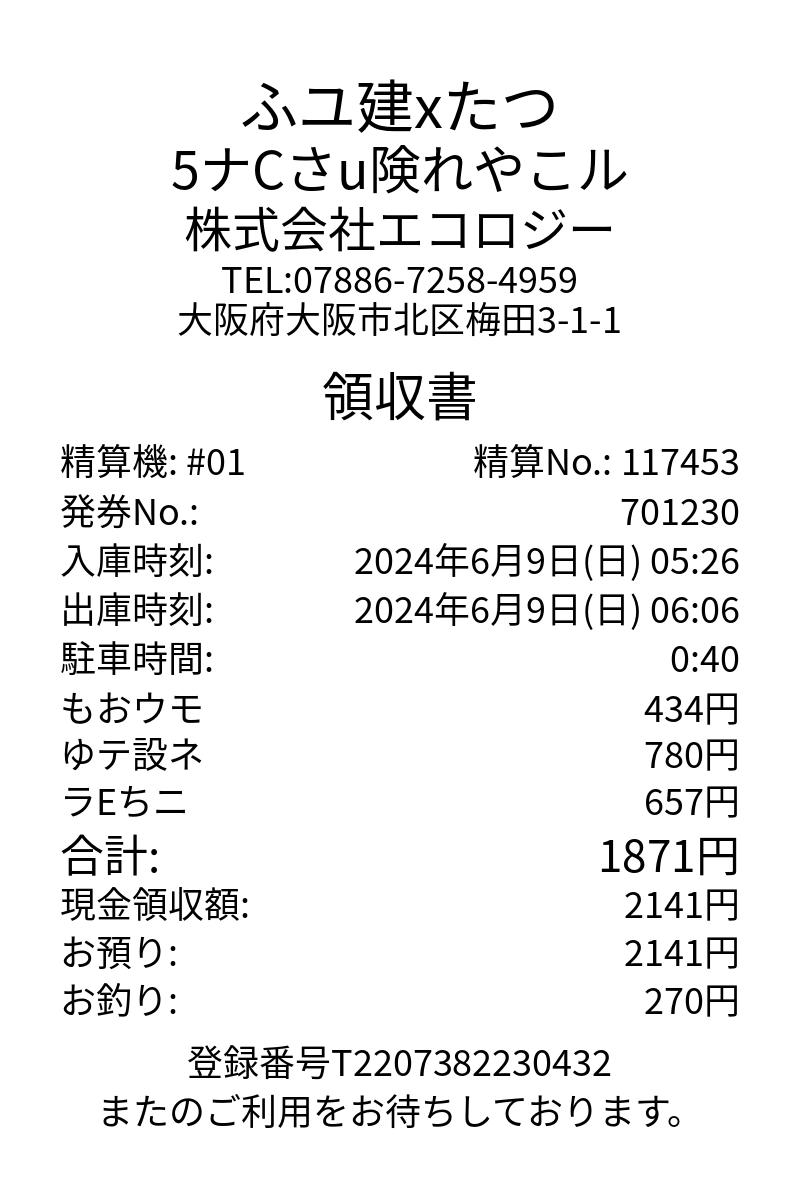 ふユ建xたつ
5ナCさu険れやこル
株式会社エコロジー
TEL:07886-7258-4959
大阪府大阪市北区梅田3-1-1
領収書
精算機: #01 精算No.: 117453
発券No.: 701230
入庫時刻: 2024年6月9日(日) 05:26
出庫時刻: 2024年6月9日(日) 06:06
駐車時間: 0:40
もおウモ 434円
ゆテ設ネ 780円
ラEちニ 657円
合計: 1871円
現金領収額: 2141円
お預り: 2141円
お釣り: 270円
登録番号T2207382230432
またのご利用をお待ちしております。